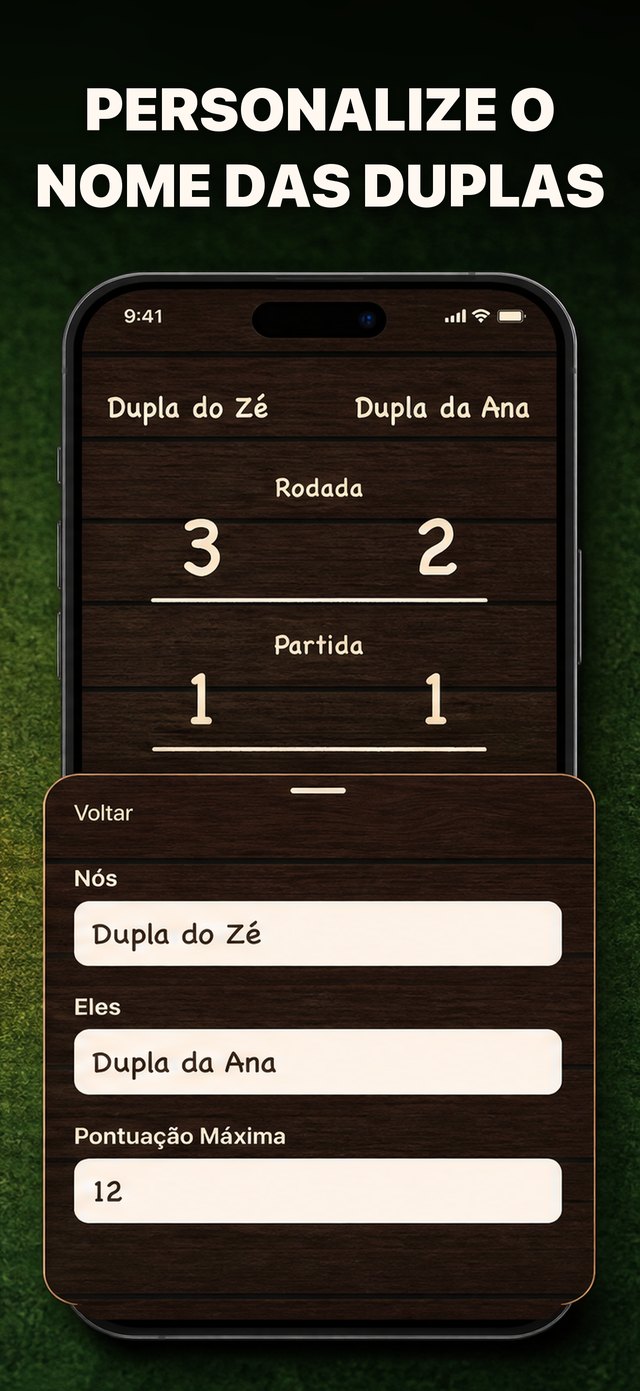 PERSONALIZE O
NOME DAS DUPLAS
9:41
Dupla do Zé Dupla da Ana
Rodada
3 2
Partida
1 1
Voltar
Nós
Dupla do Zé
Eles
Dupla da Ana
Pontuação Máxima
12